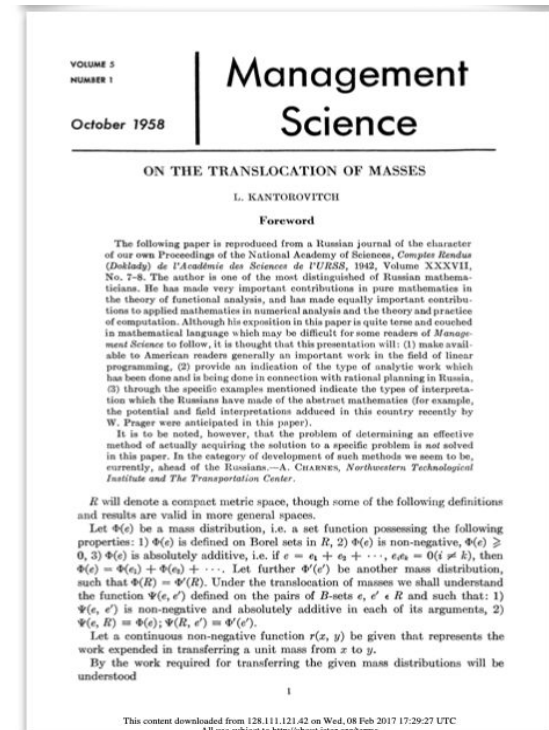 VOLUME 5
NUMBER 1
October 1958
Management
Science
ON THE TRANSLOCATION OF MASSES
L. KANTOROVITCH
Foreword
The following paper is reproduced from a Russian journal of the character
of our own Proceedings of the National Academy of Sciences, Comptes Rendus
(Doklady) de l'Académie des Sciences de l'URSS, 1942, Volume XXXVII,
No. 7-8. The author is one of the most distinguished of Russian mathema-
ticians. He has made very important contributions in pure mathematics in
the theory of functional analysis, and has made equally important contribu-
tions to applied mathematics in numerical analysis and the theory and practice
of computation. Although his exposition in this paper is quite terse and couched
in mathematical language which may be difficult for some readers of Manage-
ment Science to follow, it is thought that this presentation will: (1) make avail-
able to American readers generally an important work in the field of linear
programming, (2) provide an indication of the type of analytic work which
has been done and is being done in connection with rational planning in Russia,
(3) through the specific examples mentioned indicate the types of interpreta-
tion which the Russians have made of the abstract mathematics (for example,
the potential and field interpretations adduced in this country recently by
W. Prager were anticipated in this paper).
It is to be noted, however, that the problem of determining an effective
method of actually acquiring the solution to a specific problem is not solved
in this paper. In the category of development of such methods we seem to be,
currently, ahead of the Russians.—A. CHARNES, Northwestern Technological
Institute and The Transportation Center.
R will denote a compact metric space, though some of the following definitions
and results are valid in more general spaces.
Let Φ(e) be a mass distribution, i.e. a set function possessing the following
properties: 1) Φ(e) is defined on Borel sets in R, 2) Φ(e) is non-negative, Φ(e) ≥
0, 3) Φ(e) is absolutely additive, i.e. if e = e₁ + e₂ + ···, eᵢeₖ = 0(i ≠ k), then
Φ(e) = Φ(e₁) + Φ(e₂) + ···. Let further Φ'(e') be another mass distribution,
such that Φ(R) = Φ'(R). Under the translocation of masses we shall understand
the function Ψ(e, e') defined on the pairs of B-sets e, e' ϵ R and such that: 1)
Ψ(e, e') is non-negative and absolutely additive in each of its arguments, 2)
Ψ(e, R) = Φ(e); Ψ(R, e') = Φ'(e').
Let a continuous non-negative function r(x, y) be given that represents the
work expended in transferring a unit mass from x to y.
By the work required for transferring the given mass distributions will be
understood
1
This content downloaded from 128.111.121.42 on Wed, 08 Feb 2017 17:29:27 UTC